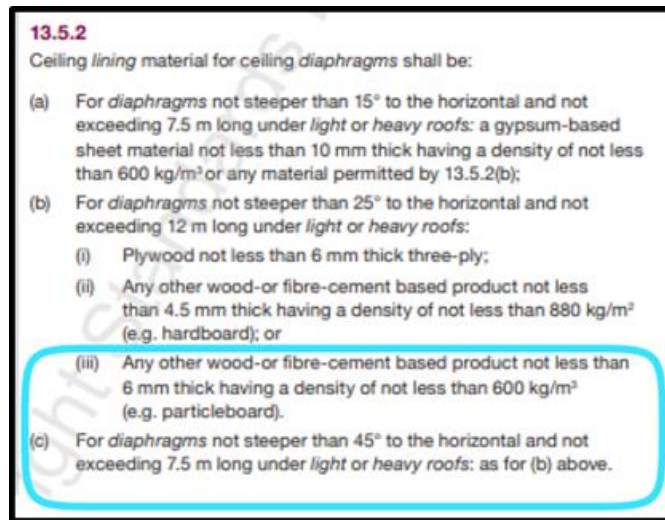 13.5.2
Ceiling lining material for ceiling diaphragms shall be:
(a) For diaphragms not steeper than 15° to the horizontal and not
exceeding 7.5 m long under light or heavy roofs: a gypsum-based
sheet material not less than 10 mm thick having a density of not less
than 600 kg/m³ or any material permitted by 13.5.2(b);
(b) For diaphragms not steeper than 25° to the horizontal and not
exceeding 12 m long under light or heavy roofs:
(i) Plywood not less than 6 mm thick three-ply;
(ii) Any other wood-or fibre-cement based product not less
than 4.5 mm thick having a density of not less than 880 kg/m²
(e.g. hardboard); or
(iii) Any other wood-or fibre-cement based product not less than
6 mm thick having a density of not less than 600 kg/m³
(e.g. particleboard).
(c) For diaphragms not steeper than 45° to the horizontal and not
exceeding 7.5 m long under light or heavy roofs: as for (b) above.